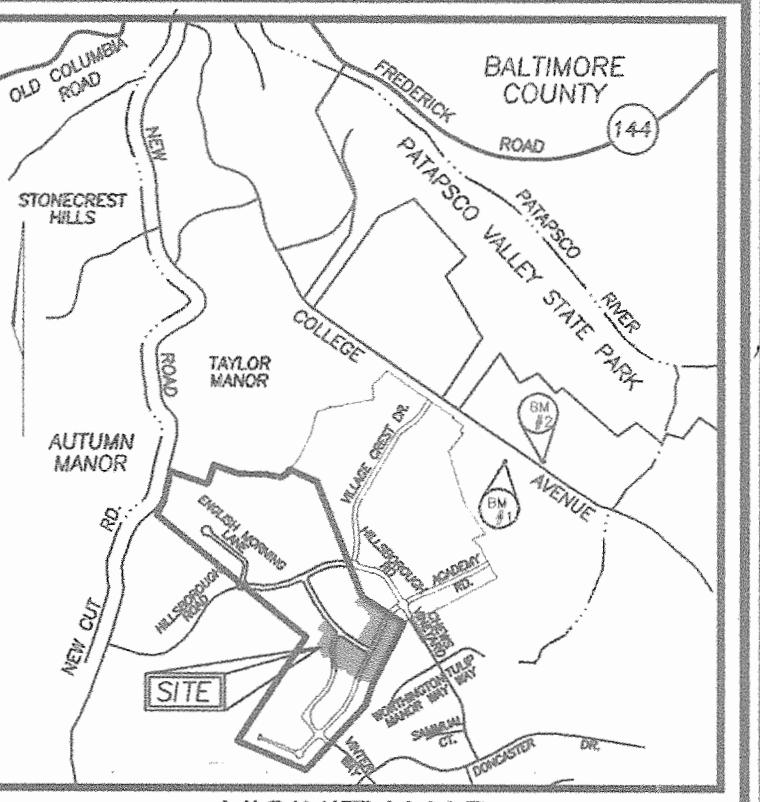 OLD COLUMBIA
ROAD
NEW
FREDERICK
ROAD
BALTIMORE
COUNTY
144
STONECREST
HILLS
PATAPSCO VALLEY STATE PARK
PATAPSCO
RIVER
COLLEGE
AVENUE
ROAD
TAYLOR
MANOR
AUTUMN
MANOR
BM
#2
BM
#1
VILLAGE CREST DR.
RD.
NEW CUT
ENGLISH MORNING
LANE
HILLSBOROUGH
ROAD
HILLSBOROUGH
RD
ACADEMY
RD.
SITE
WORTHINGTON
MANOR WAY
TULIP
WAY
SAMMUAL
CT.
DONCASTER
DR.
WAY